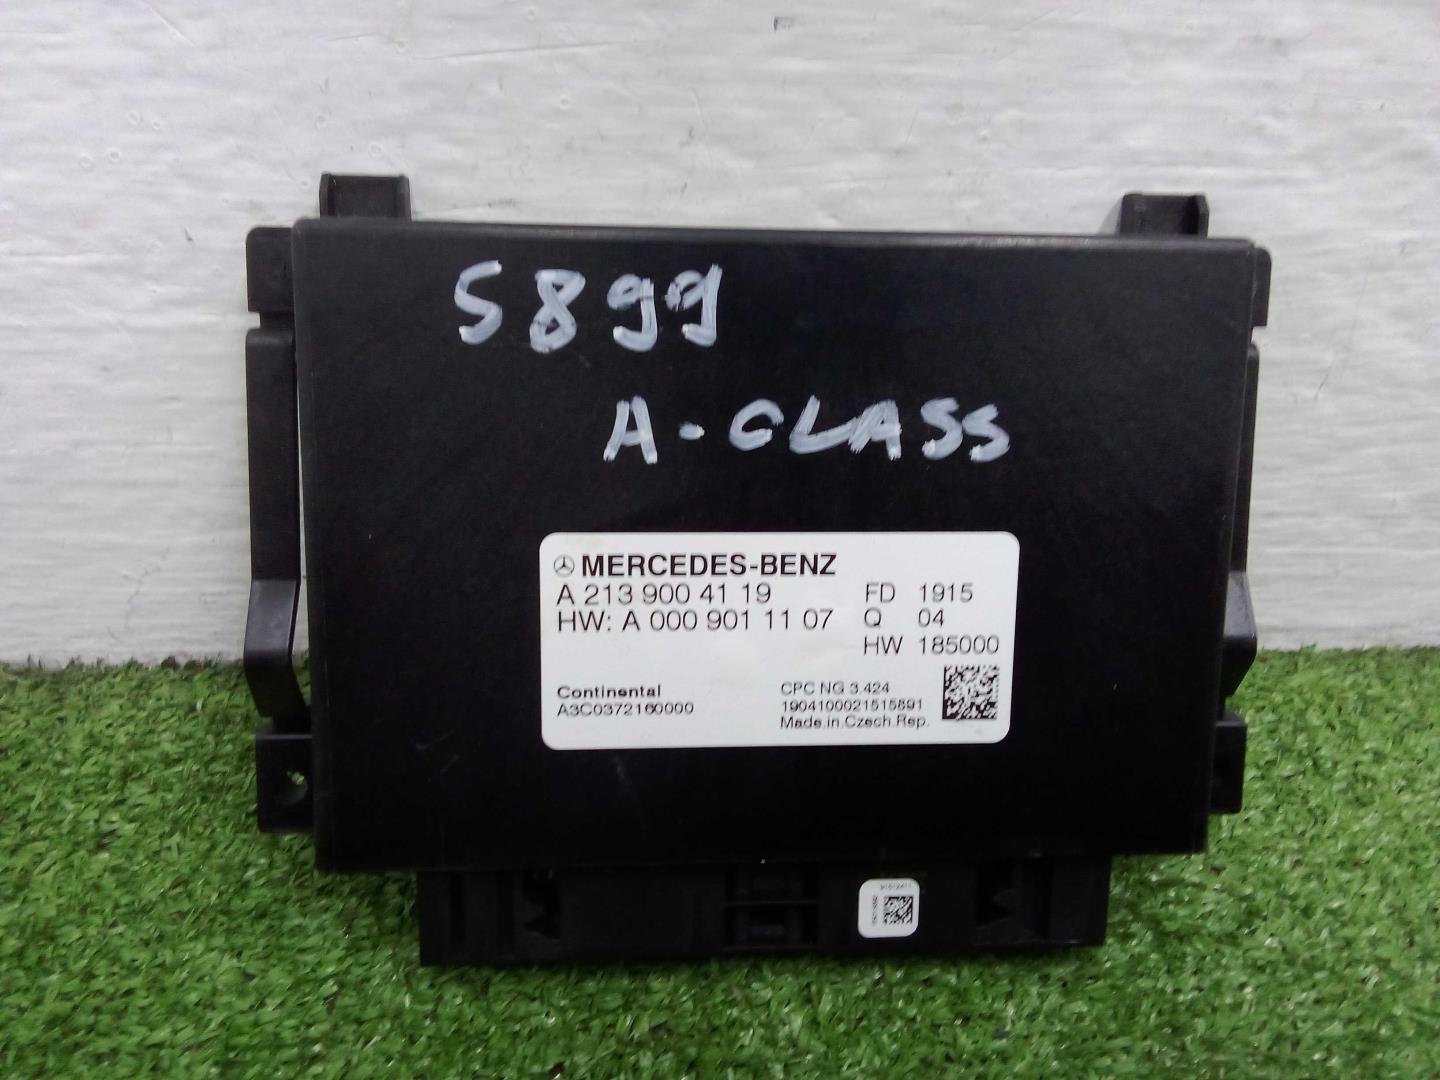 5899
A-CLASS
MERCEDES-BENZ
A 213 900 41 19 FD 1915
HW: A 000 901 11 07 Q 04
HW 185000
Continental CPC NG 3.424
A3C0372160000 1904100021515891
Made.in.Czech.Rep.